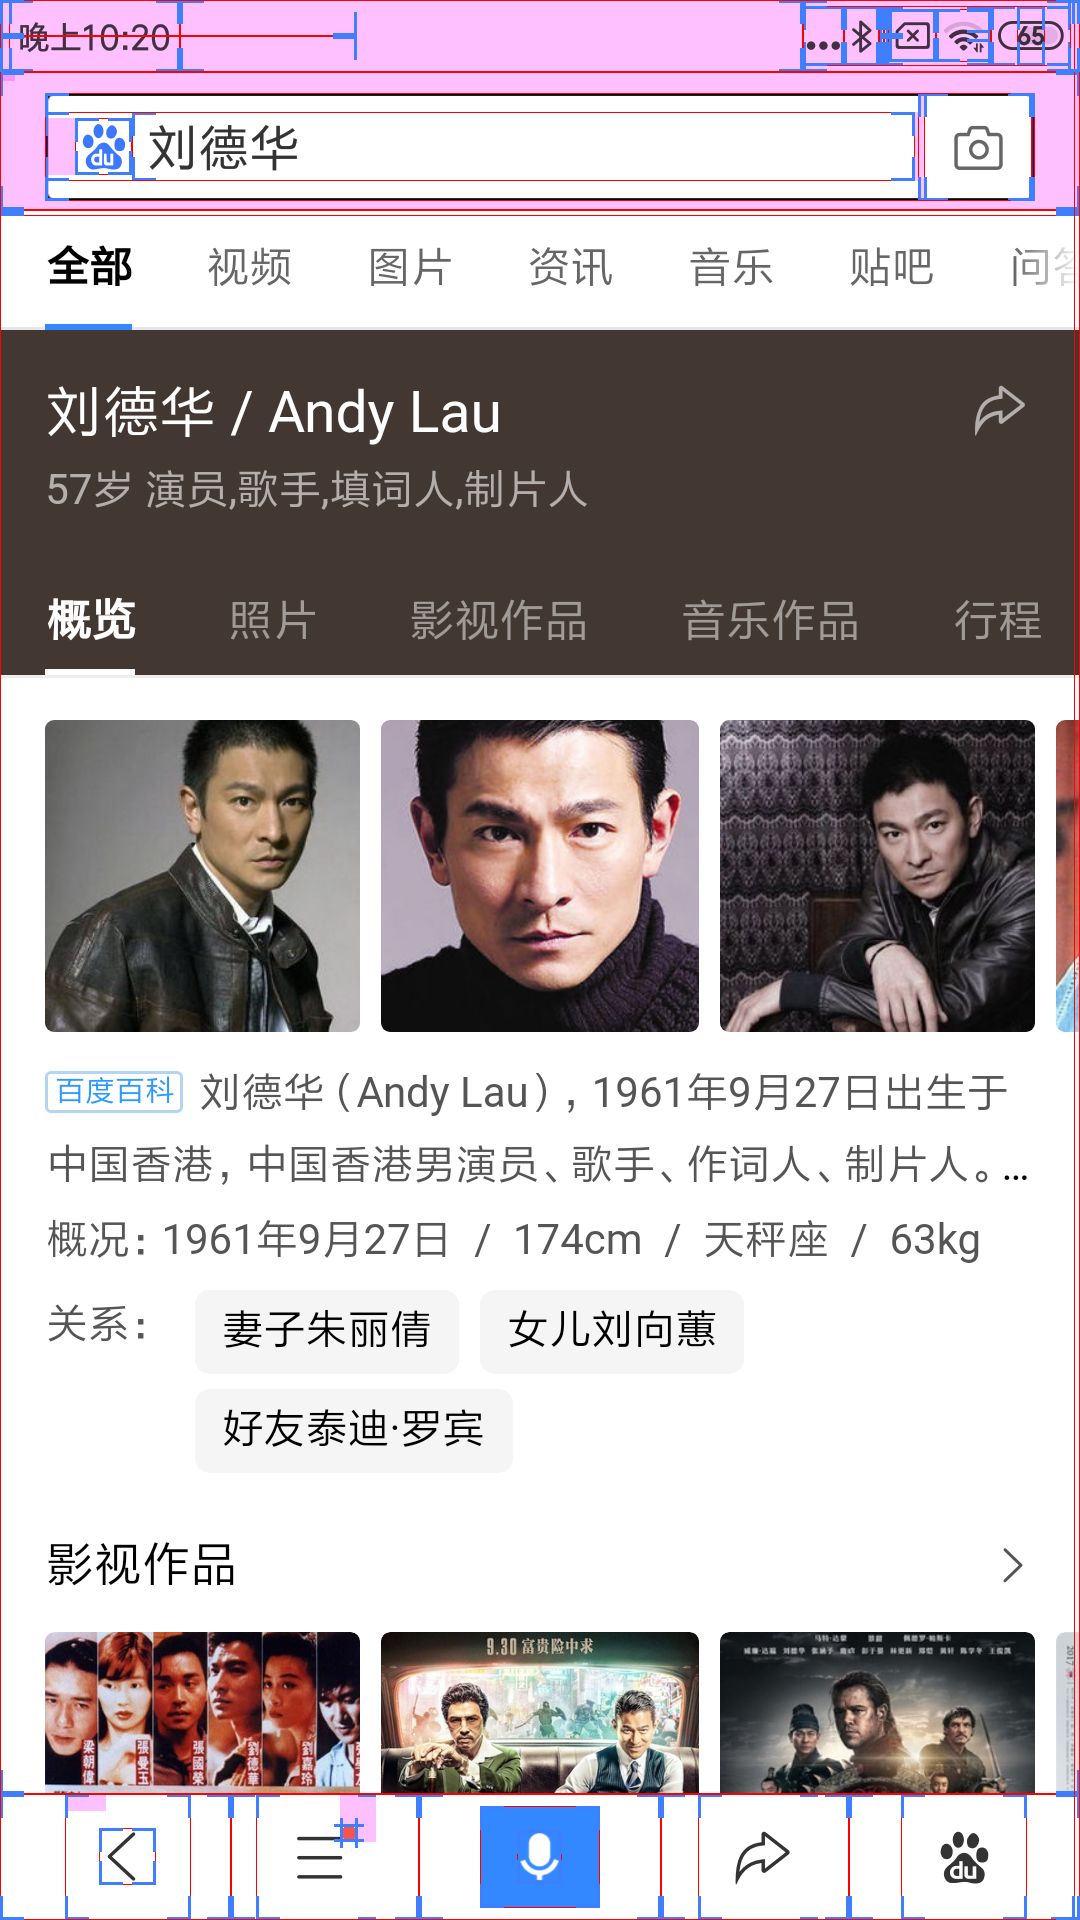 晚上10:20
65
du 刘德华
全部 视频 图片 资讯 音乐 贴吧 问答
刘德华 / Andy Lau
57岁 演员,歌手,填词人,制片人
概览 照片 影视作品 音乐作品 行程
百度百科 刘德华（Andy Lau），1961年9月27日出生于
中国香港，中国香港男演员、歌手、作词人、制片人。...
概况：1961年9月27日 / 174cm / 天秤座 / 63kg
关系：
妻子朱丽倩 女儿刘向蕙
好友泰迪·罗宾
影视作品
9.30 富贵险中求
梁朝偉 張曼玉 張國榮 劉德華 劉嘉玲
2017
du